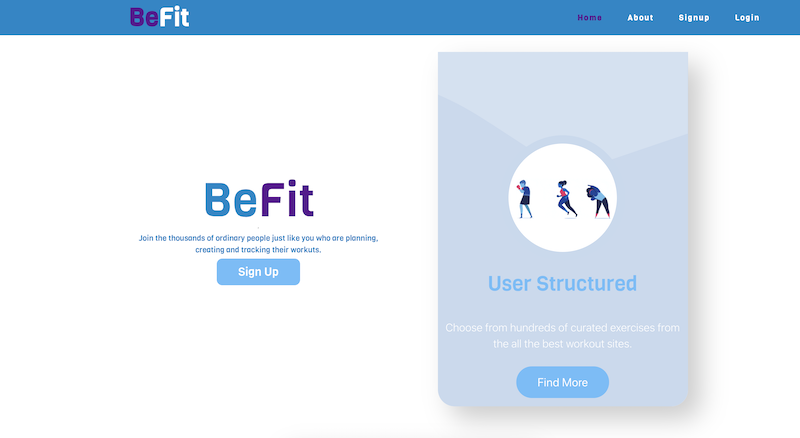 BeFit
Home About Signup Login
BeFit
Join the thousands of ordinary people just like you who are planning,
creating and tracking their workuts.
Sign Up
User Structured
Choose from hundreds of curated exercises from
the all the best workout sites.
Find More